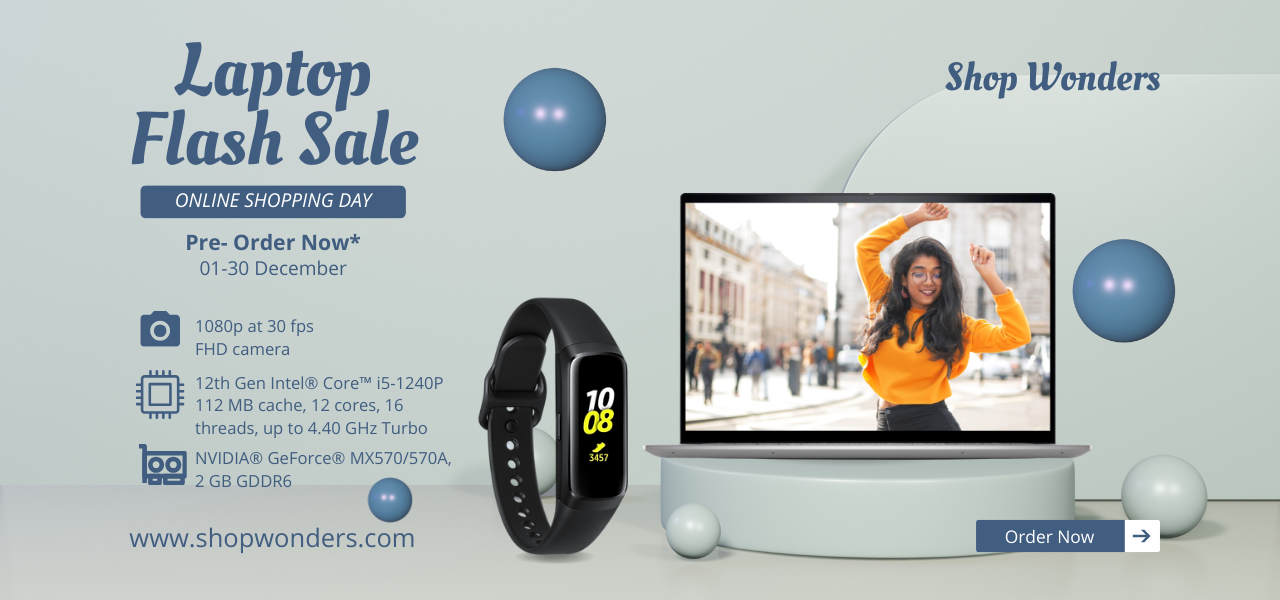 Laptop
Flash Sale
ONLINE SHOPPING DAY
Pre- Order Now*
01-30 December
1080p at 30 fps
FHD camera
12th Gen Intel® Core™ i5-1240P
112 MB cache, 12 cores, 16
threads, up to 4.40 GHz Turbo
NVIDIA® GeForce® MX570/570A,
2 GB GDDR6
www.shopwonders.com
10
08
3457
Shop Wonders
Order Now